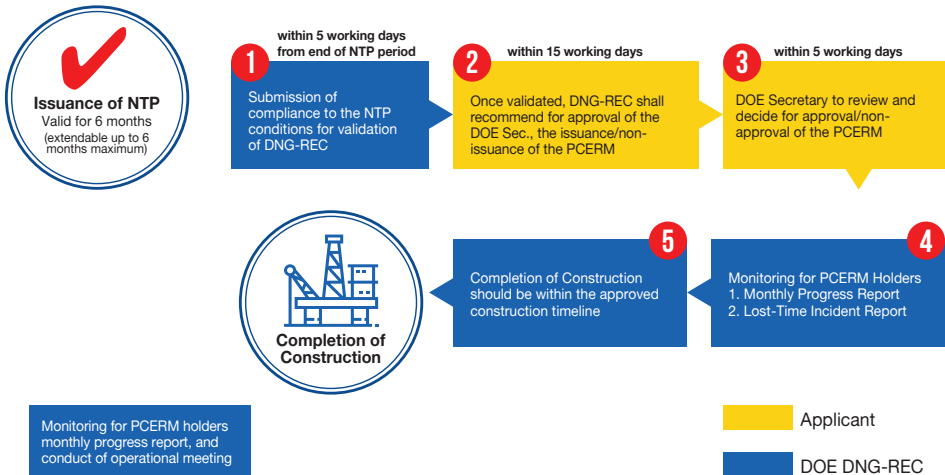 Issuance of NTP
Valid for 6 months
(extendable up to 6
months maximum)
within 5 working days
from end of NTP period
1
Submission of
compliance to the NTP
conditions for validation
of DNG-REC
within 15 working days
2
Once validated, DNG-REC shall
recommend for approval of the
DOE Sec., the issuance/non-
issuance of the PCERM
within 5 working days
3
DOE Secretary to review and
decide for approval/non-
approval of the PCERM
4
Monitoring for PCERM Holders
1. Monthly Progress Report
2. Lost-Time Incident Report
5
Completion of Construction
should be within the approved
construction timeline
Completion of
Construction
Monitoring for PCERM holders
monthly progress report, and
conduct of operational meeting
Applicant
DOE DNG-REC